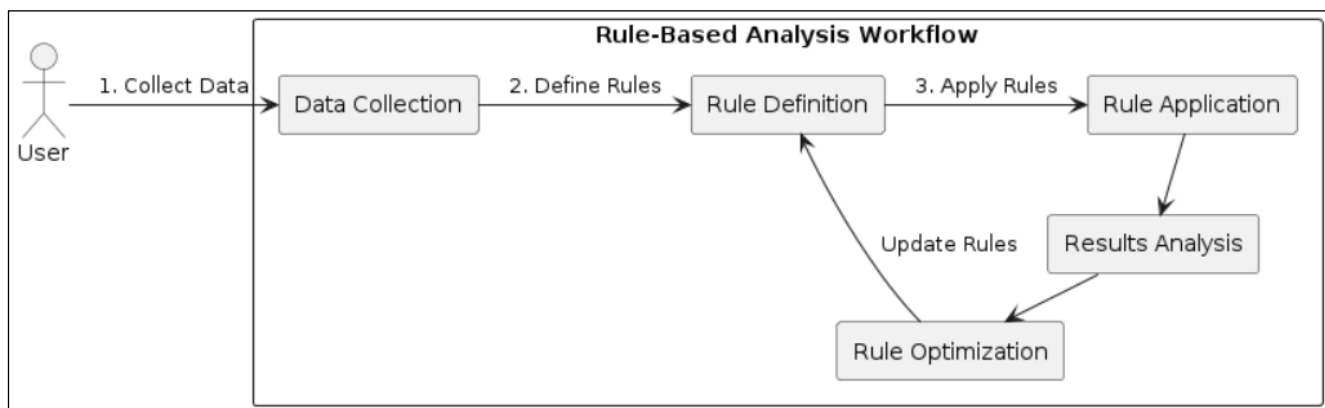 Rule-Based Analysis Workflow
User
1. Collect Data
Data Collection
2. Define Rules
Rule Definition
3. Apply Rules
Rule Application
Results Analysis
Update Rules
Rule Optimization